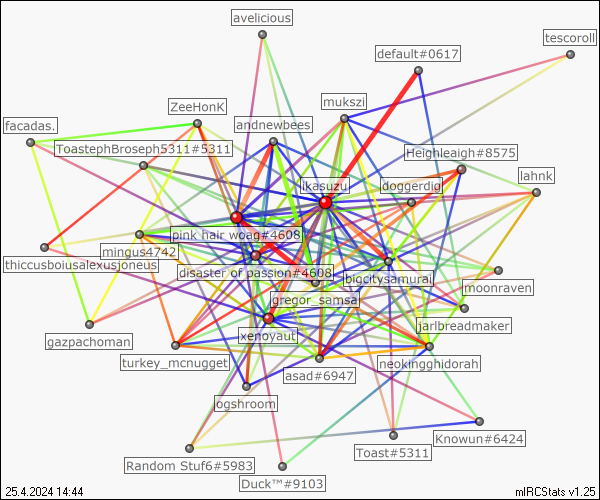 avelicious
tescoroll
default#0617
mukszi
ZeeHonK
andnewbees
facadas.
ToastephBroseph5311#5311
Heighleaigh#8575
ikasuzu
doggerdig
lahnk
pink hair woag#4608
mingus4742
thiccusboiusalexusjoneus
disaster of passion#4608
bigcitysamurai
moonraven
gregor_samsa
jarlbreadmaker
gazpachoman
xenoyaut
turkey_mcnugget
neokingghidorah
asad#6947
ogshroom
Knowun#6424
Toast#5311
Random Stuf6#5983
Duck™#9103
25.4.2024 14:44
mIRCStats v1.25